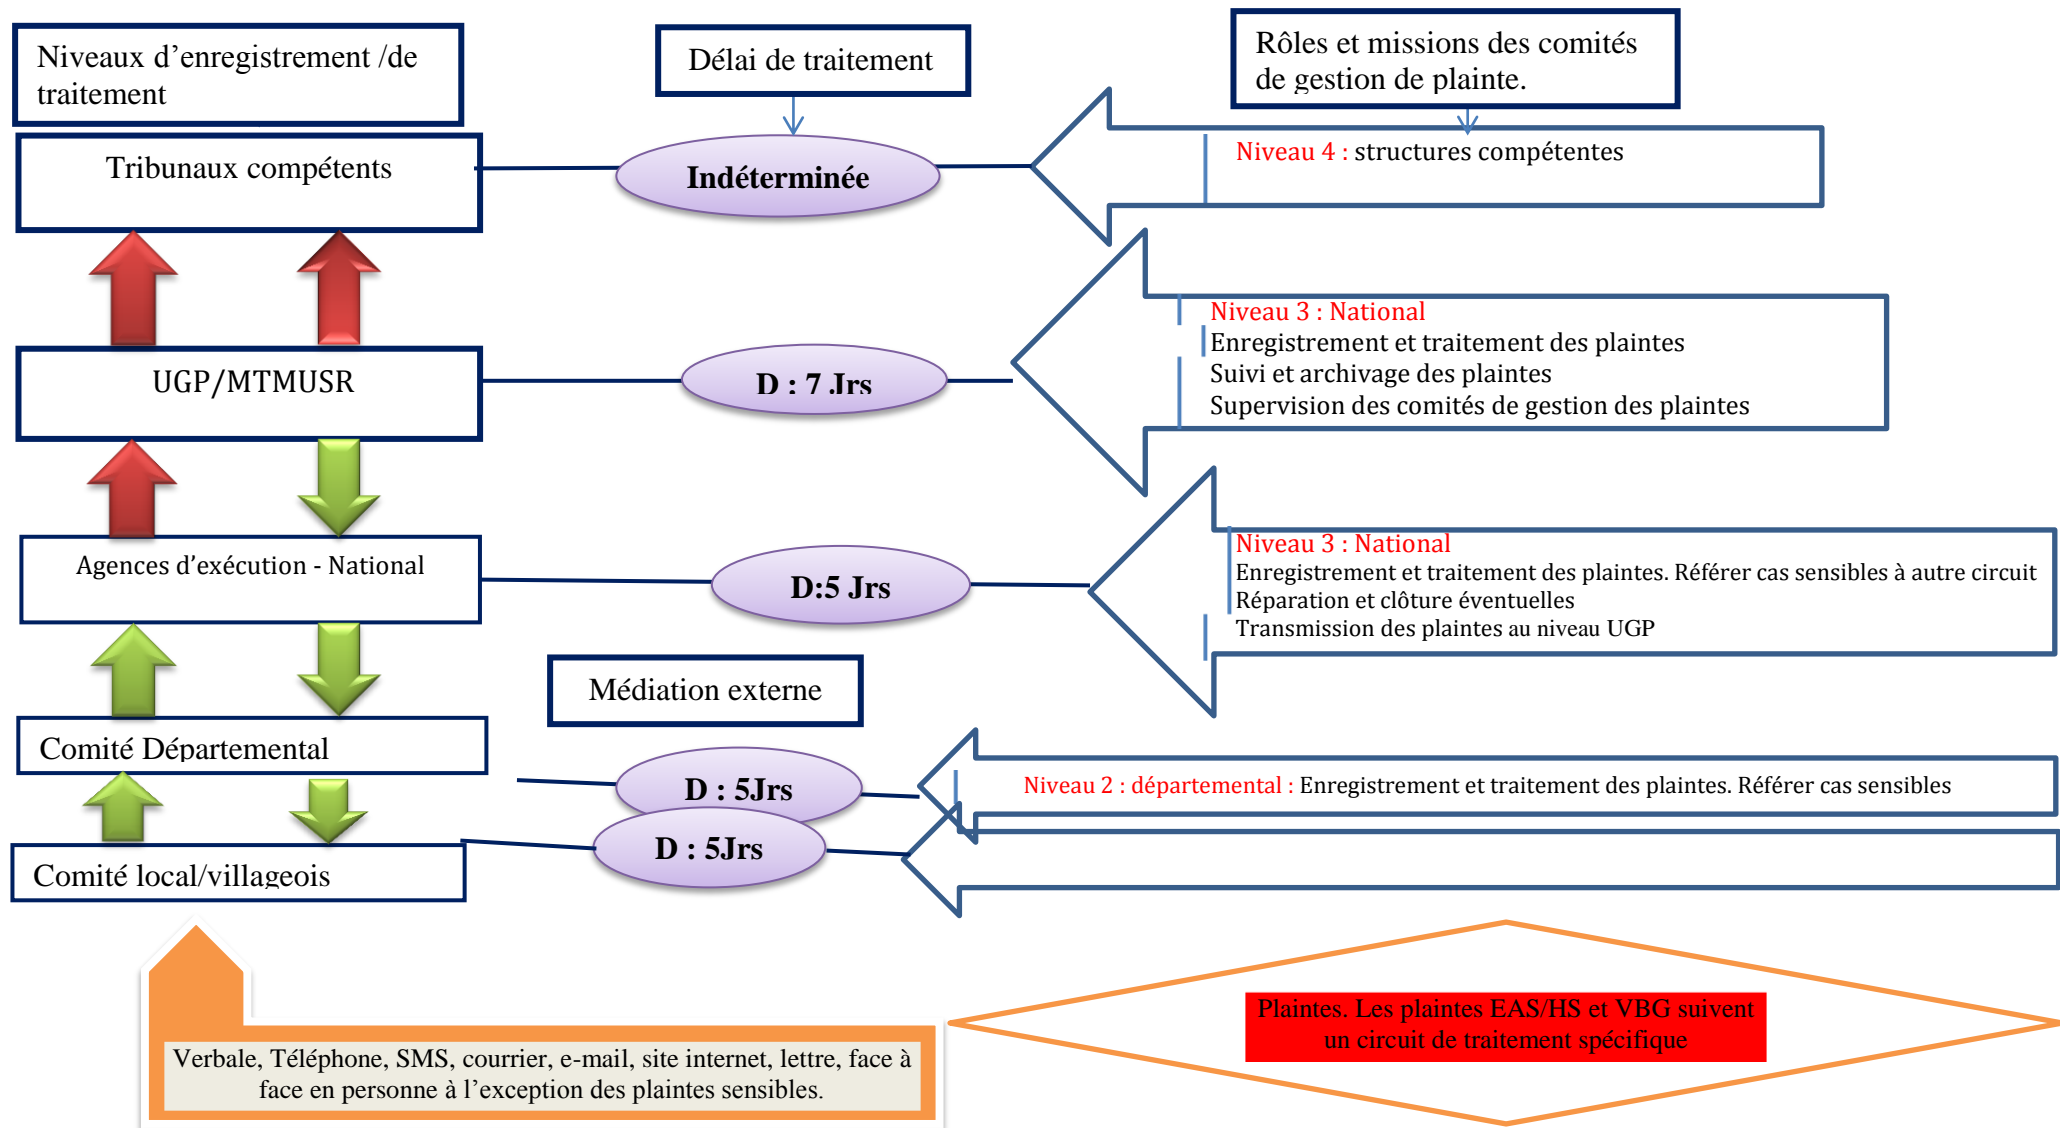 Niveaux d’enregistrement /de
traitement
Délai de traitement
Rôles et missions des comités
de gestion de plainte.
Tribunaux compétents
Indéterminée
Niveau 4 : structures compétentes
UGP/MTMUSR
D : 7 Jrs
Niveau 3 : National
Enregistrement et traitement des plaintes
Suivi et archivage des plaintes
Supervision des comités de gestion des plaintes
Agences d’exécution - National
D:5 Jrs
Niveau 3 : National
Enregistrement et traitement des plaintes. Référer cas sensibles à autre circuit
Réparation et clôture éventuelles
Transmission des plaintes au niveau UGP
Médiation externe
Comité Départemental
D : 5Jrs
Niveau 2 : départemental : Enregistrement et traitement des plaintes. Référer cas sensibles
Comité local/villageois
D : 5Jrs
Verbale, Téléphone, SMS, courrier, e-mail, site internet, lettre, face à
face en personne à l’exception des plaintes sensibles.
Plaintes. Les plaintes EAS/HS et VBG suivent
un circuit de traitement spécifique